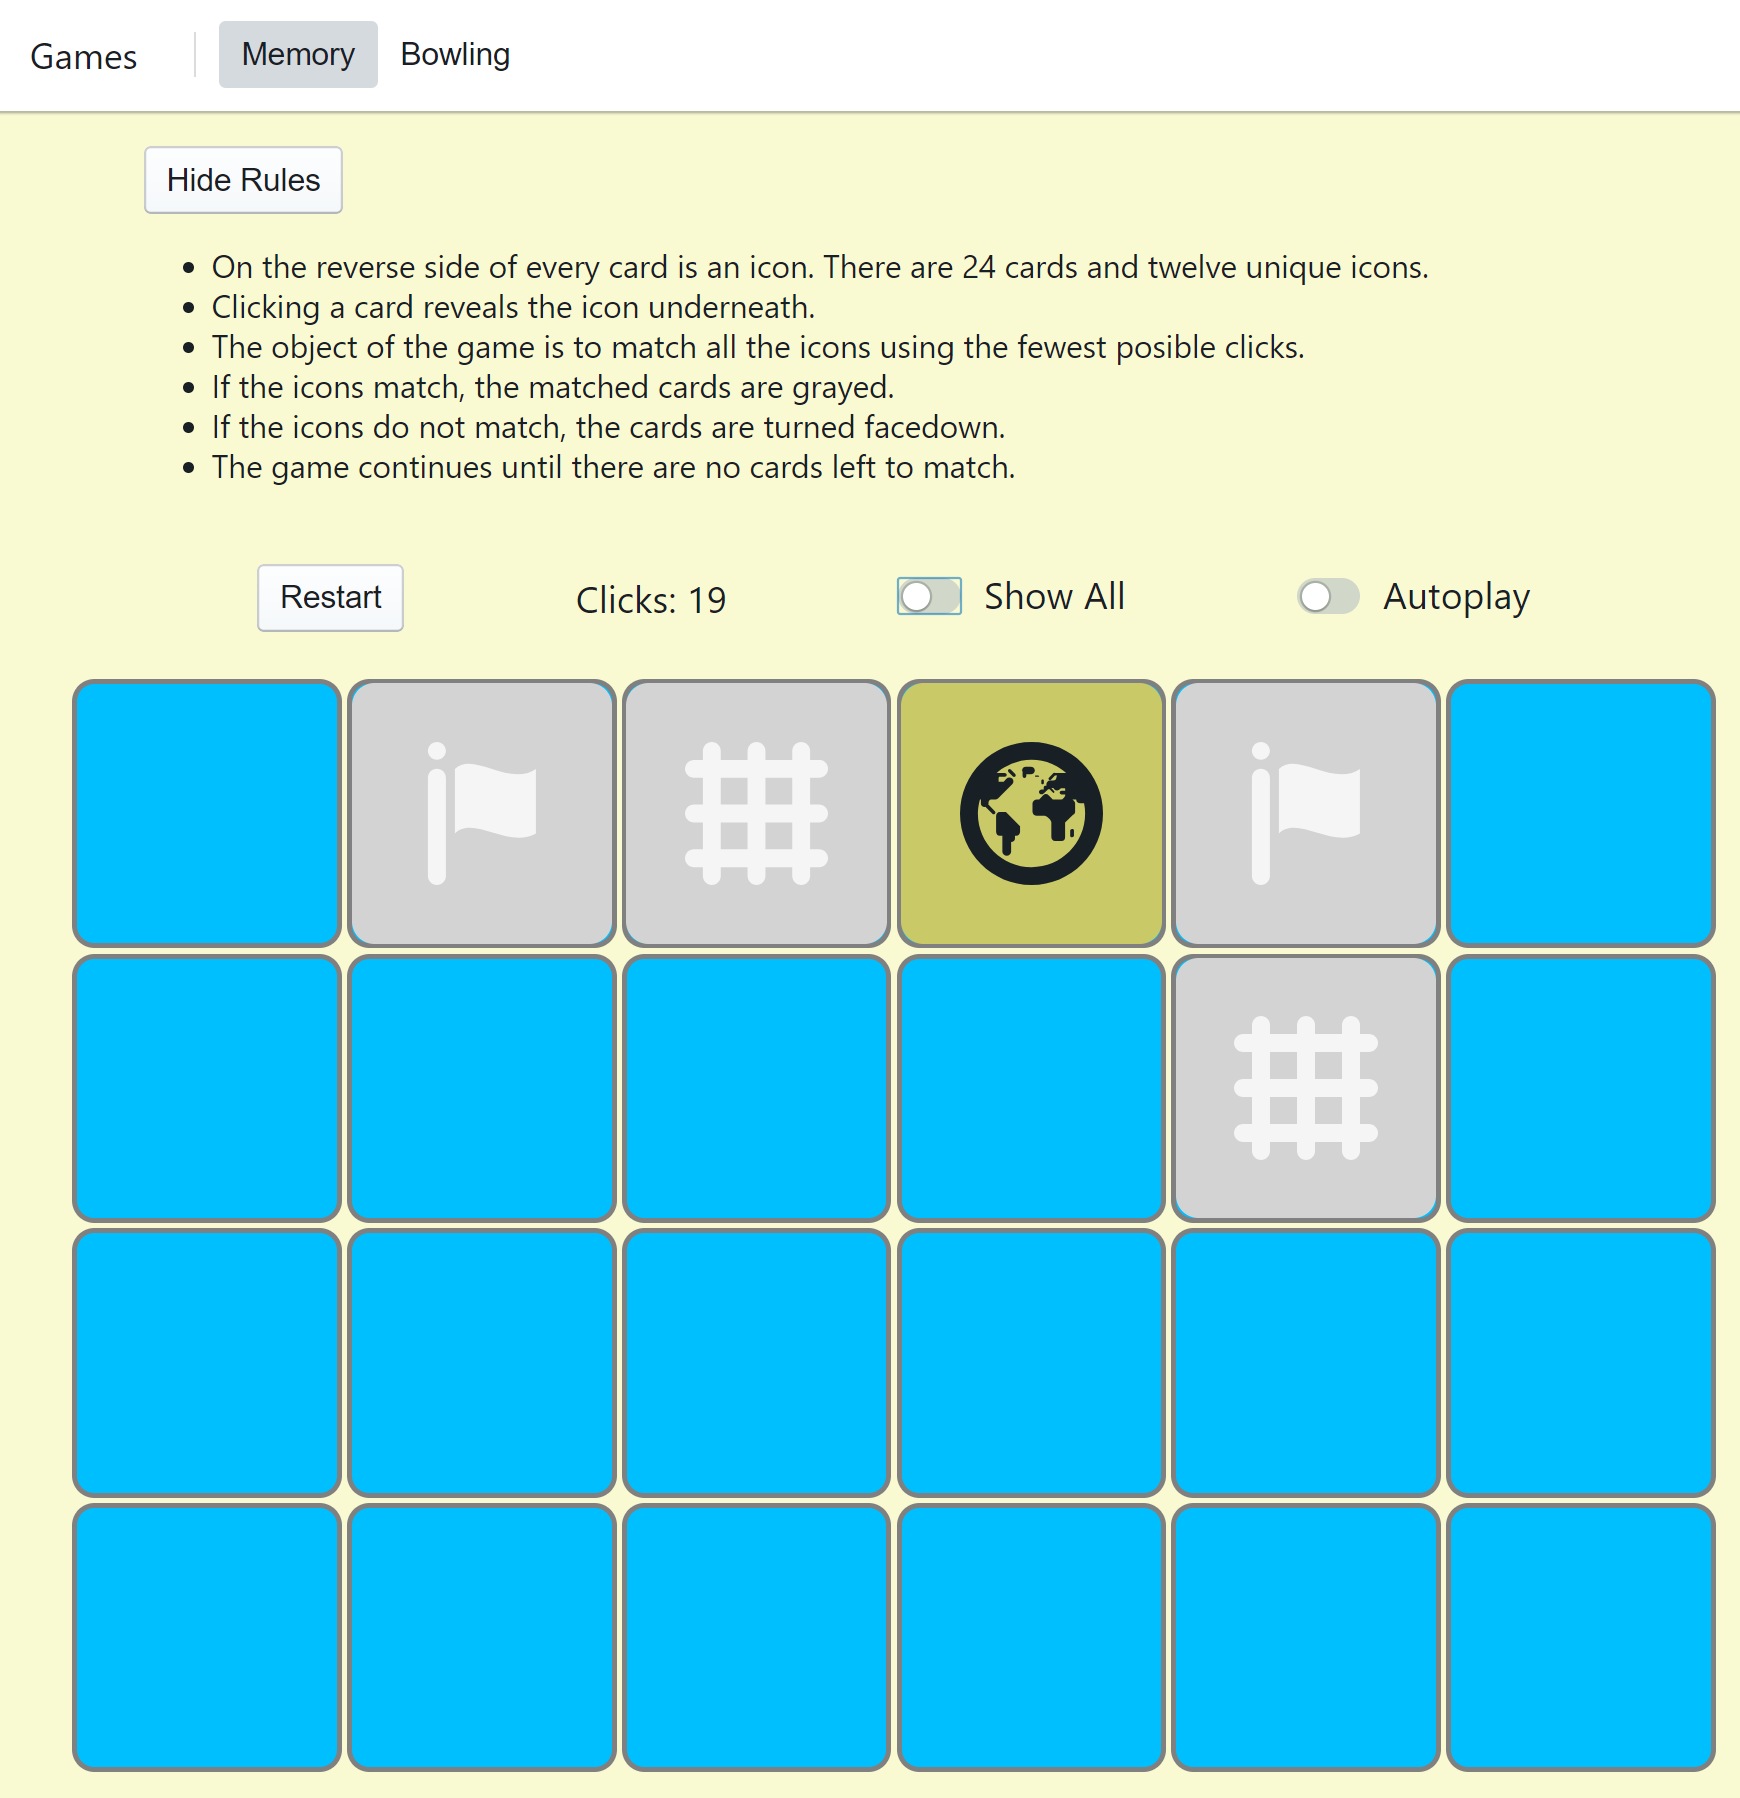 Games
Memory
Bowling
Hide Rules
On the reverse side of every card is an icon. There are 24 cards and twelve unique icons.
Clicking a card reveals the icon underneath.
The object of the game is to match all the icons using the fewest posible clicks.
If the icons match, the matched cards are grayed.
If the icons do not match, the cards are turned facedown.
The game continues until there are no cards left to match.
Restart
Clicks: 19
Show All
Autoplay